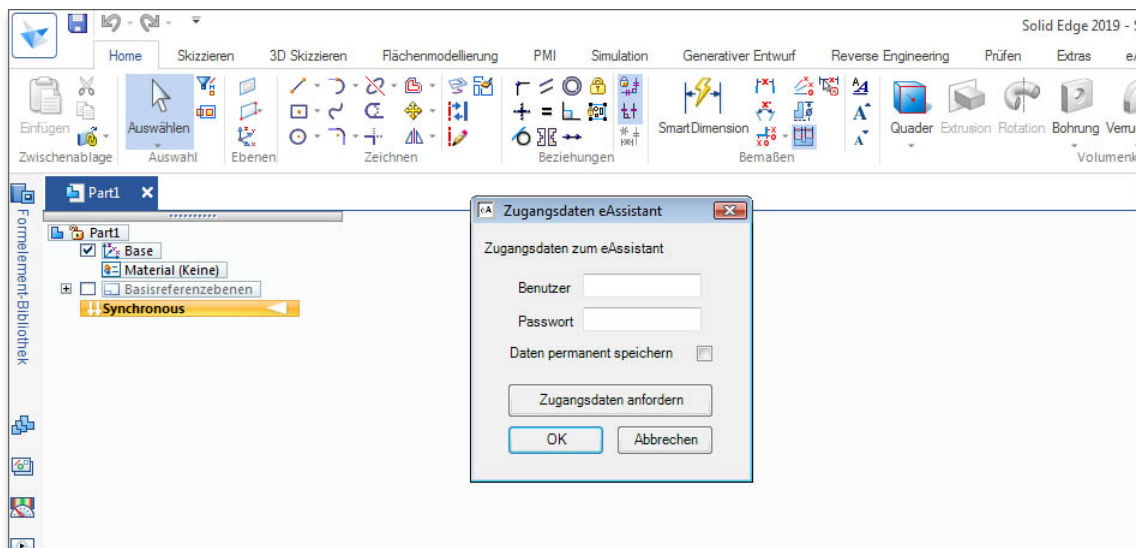 Solid Edge 2019 -
Home Skizzieren 3D Skizzieren Flächenmodellierung PMI Simulation Generativer Entwurf Reverse Engineering Prüfen Extras
Einfügen Auswählen SmartDimension Quader Extrusion Rotation Bohrung
Zwischenablage Auswahl Ebenen Zeichnen Beziehungen Bemaßen
Part1
Formelement-Bibliothek
Part1
Base
Material (Keine)
Basisreferenzebenen
Synchronous
eA Zugangsdaten eAssistant
Zugangsdaten zum eAssistant
Benutzer
Passwort
Daten permanent speichern
Zugangsdaten anfordern
OK Abbrechen